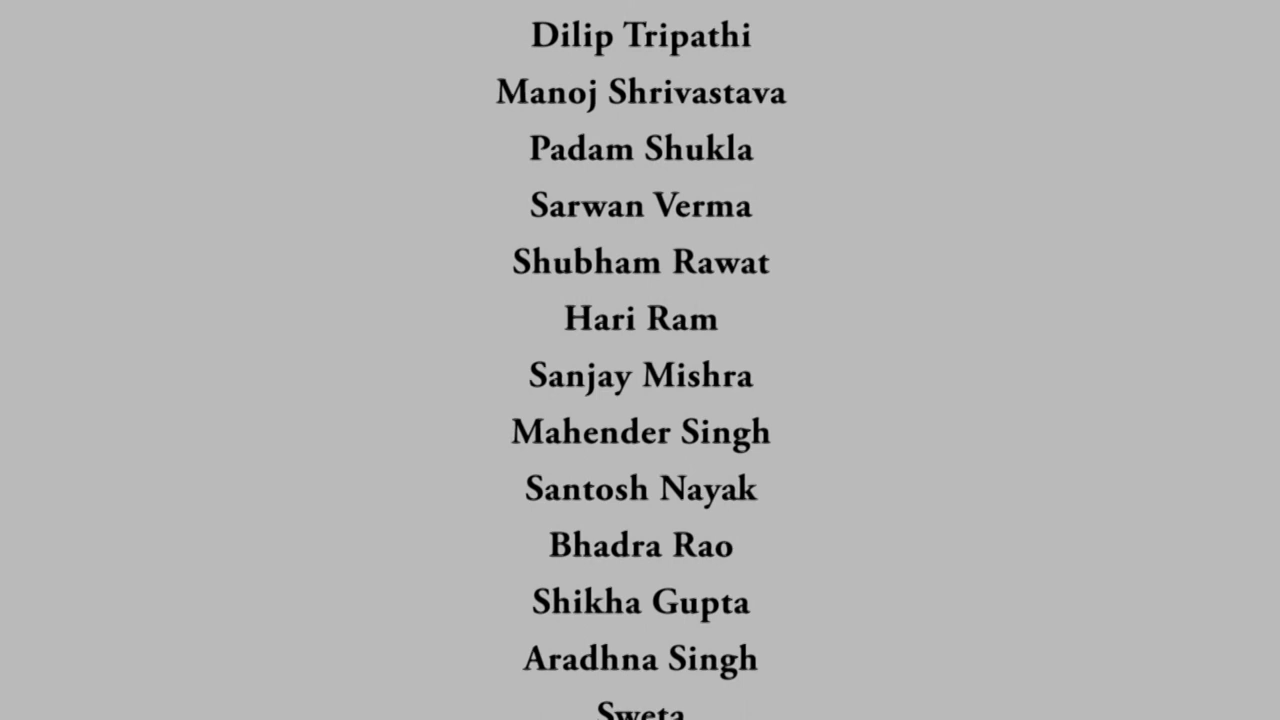 Dilip Tripathi
Manoj Shrivastava
Padam Shukla
Sarwan Verma
Shubham Rawat
Hari Ram
Sanjay Mishra
Mahender Singh
Santosh Nayak
Bhadra Rao
Shikha Gupta
Aradhna Singh
Sweta